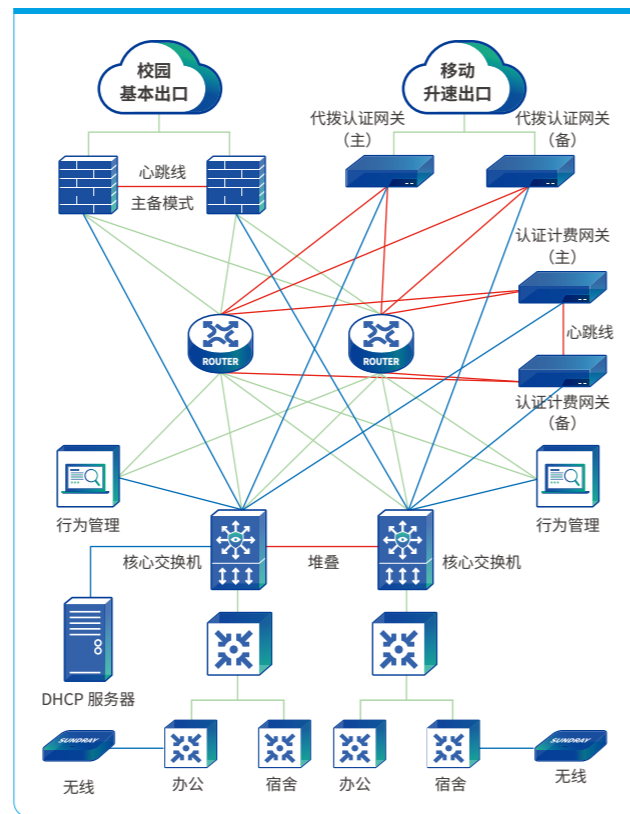 校园
基本出口
移动
升速出口
代拨认证网关
（主）
代拨认证网关
（备）
心跳线
主备模式
认证计费网关
（主）
心跳线
认证计费网关
（备）
ROUTER
ROUTER
行为管理
行为管理
核心交换机
堆叠
核心交换机
DHCP 服务器
SUNDRAY
无线
办公
宿舍
办公
宿舍
SUNDRAY
无线